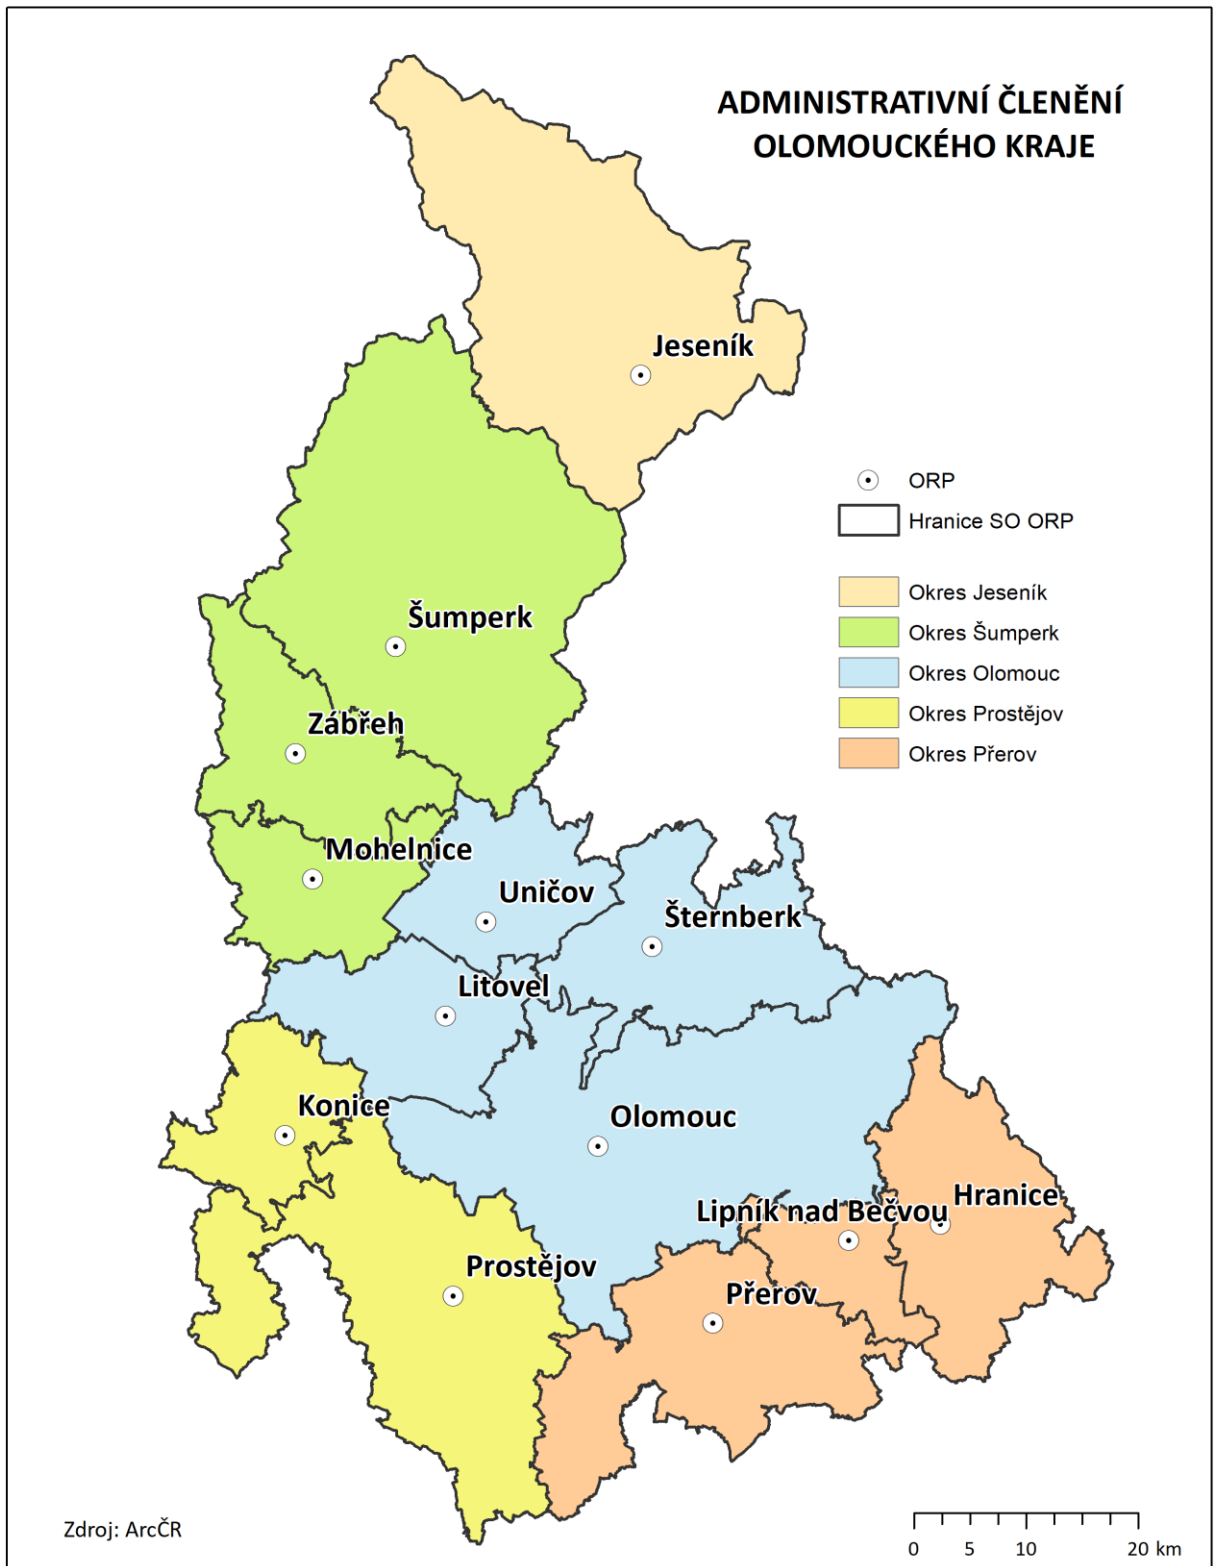 ADMINISTRATIVNÍ ČLENĚNÍ
OLOMOUCKÉHO KRAJE
Jeseník
ORP
Hranice SO ORP
Okres Jeseník
Okres Šumperk
Okres Olomouc
Okres Prostějov
Okres Přerov
Šumperk
Zábřeh
Mohelnice
Uničov
Šternberk
Litovel
Konice
Olomouc
Hranice
Lipník nad Bečvou
Prostějov
Přerov
Zdroj: ArcČR
0 5 10 20 km